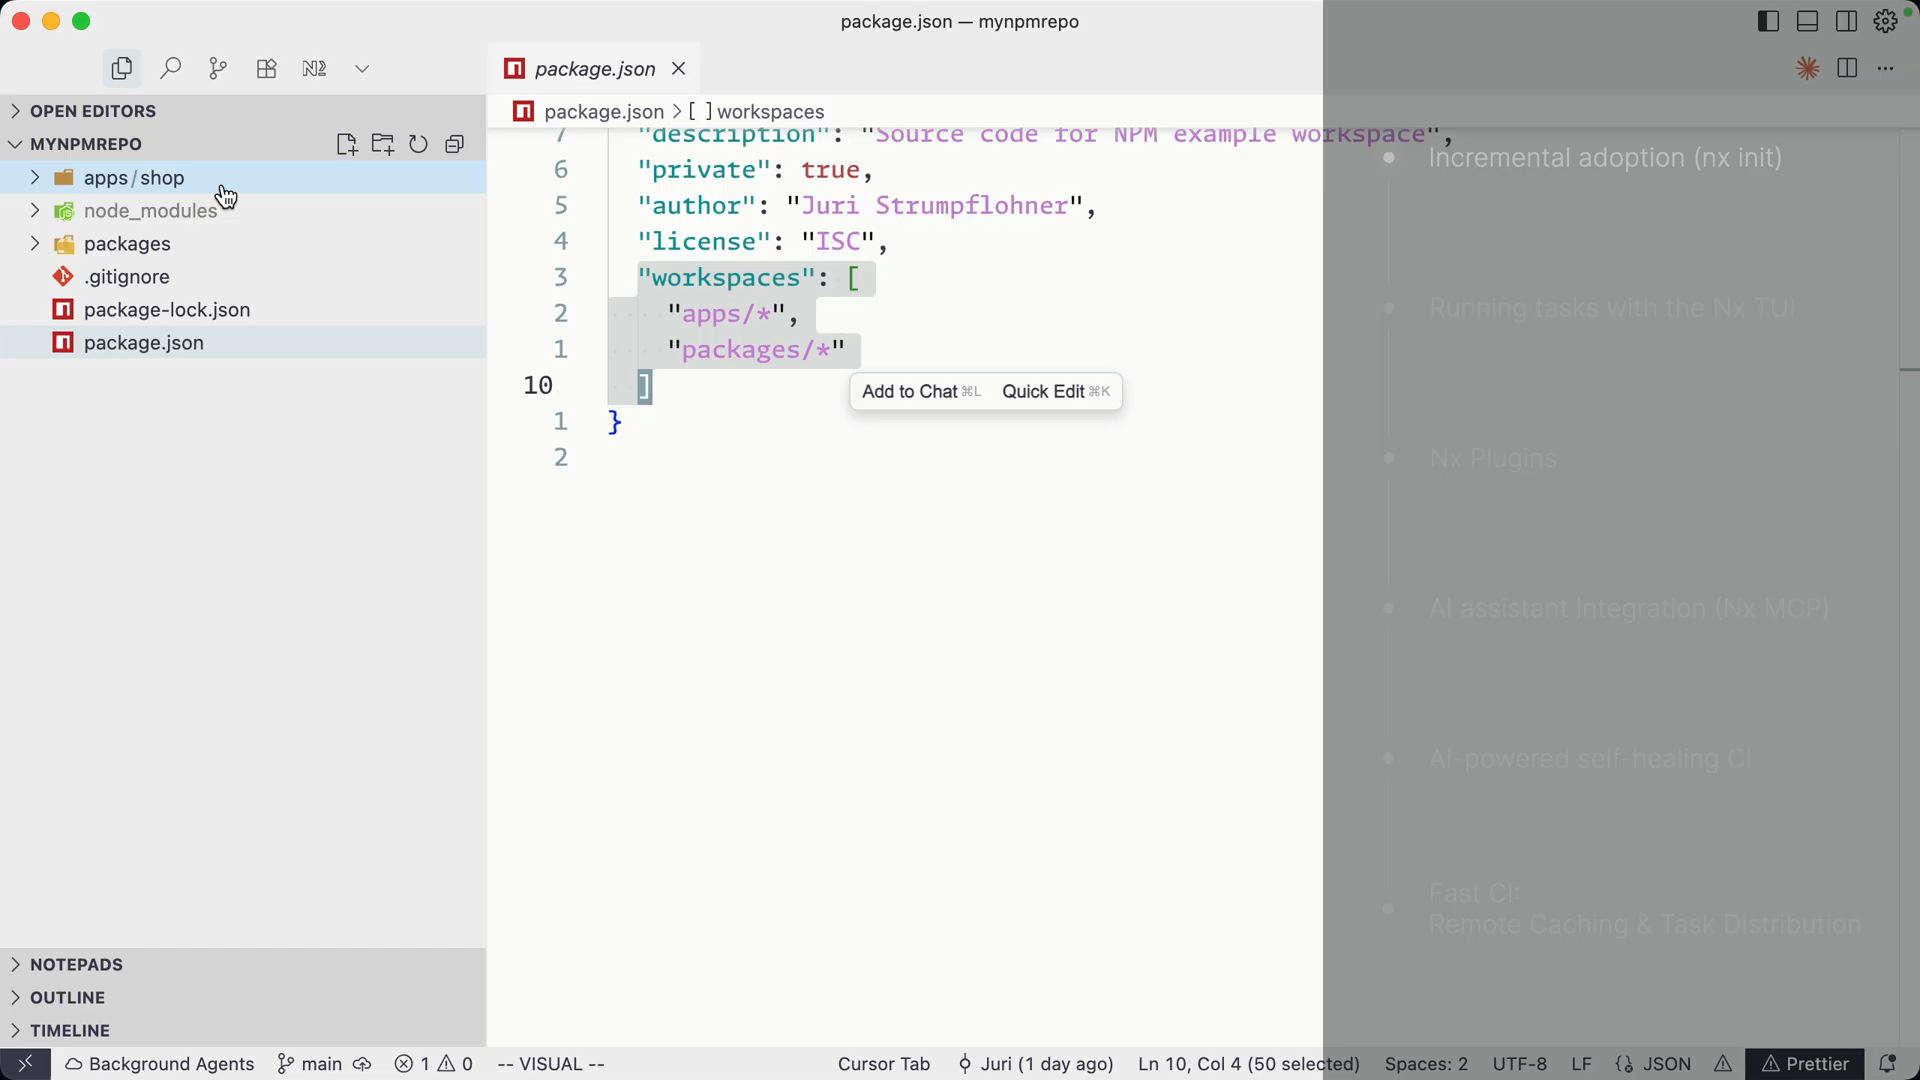 package.json — mynpmrepo
package.json
OPEN EDITORS
package.json > [ ] workspaces
MYNPMREPO
7 "description": "Source code for NPM example workspace",
Incremental adoption (nx init)
6 "private": true,
apps / shop
5 "author": "Juri Strumpflohner",
node_modules
4 "license": "ISC",
packages
3 "workspaces": [
.gitignore
2 "apps/*",
package-lock.json
Running tasks with the Nx TUI
1 "packages/*"
package.json
10 ]
Add to Chat ⌘L Quick Edit ⌘K
1 }
2
Nx Plugins
AI assistant integration (Nx MCP)
AI-powered self-healing CI
Fast CI:
Remote Caching & Task Distribution
NOTEPADS
OUTLINE
TIMELINE
Background Agents main 1 0 -- VISUAL -- Cursor Tab Juri (1 day ago) Ln 10, Col 4 (50 selected) Spaces: 2 UTF-8 LF {} JSON Prettier